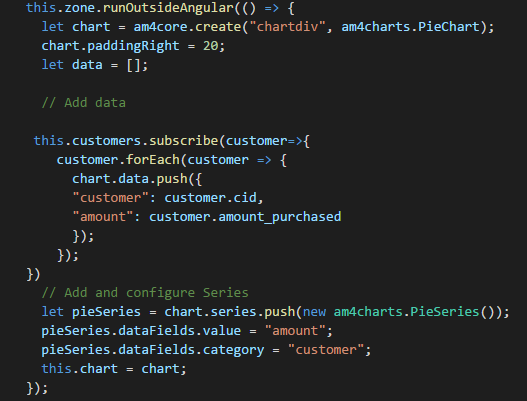 this.zone.runOutsideAngular(() => {
let chart = am4core.create("chartdiv", am4charts.PieChart);
chart.paddingRight = 20;
let data = [];
// Add data
this.customers.subscribe(customer=>{
customer.forEach(customer => {
chart.data.push({
"customer": customer.cid,
"amount": customer.amount_purchased
});
});
})
// Add and configure Series
let pieSeries = chart.series.push(new am4charts.PieSeries());
pieSeries.dataFields.value = "amount";
pieSeries.dataFields.category = "customer";
this.chart = chart;
});